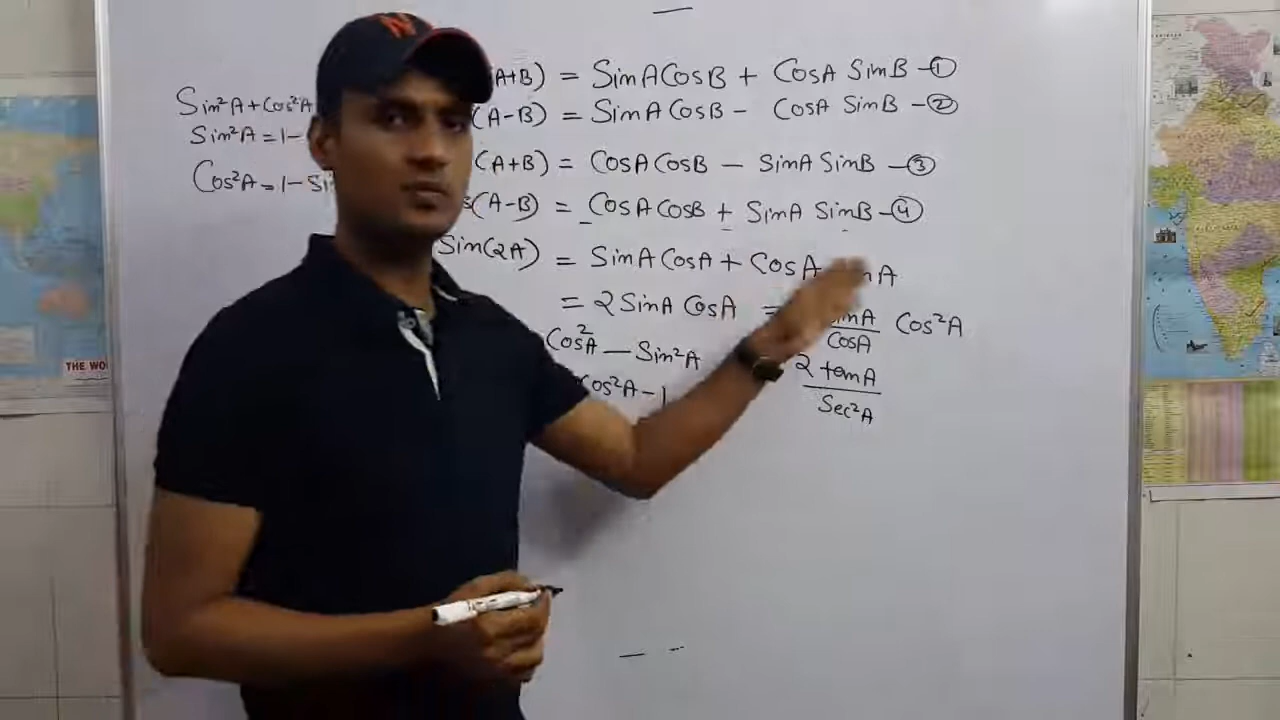 Sin²A + Cos²A
Sin²A = 1 -
Cos²A = 1 - Si
(A+B) = SinA CosB + CosA SinB - ①
(A-B) = SinA CosB - CosA SinB - ②
(A+B) = CosA CosB - SinA SinB - ③
s(A-B) = CosA CosB + SinA SinB - ④
Sin(2A) = SinA CosA + CosA nA
= 2 SinA CosA = SinA/CosA Cos²A
Cos²A - Sin²A
2 tanA/Sec²A
Cos²A - 1
N
THE WO